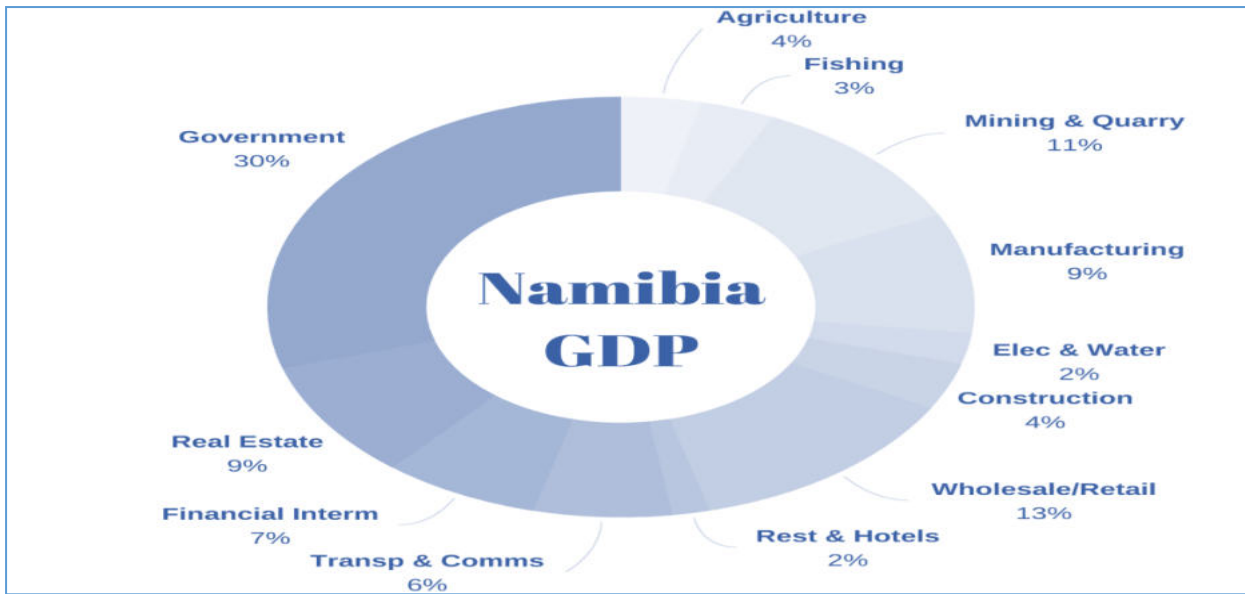 Agriculture
4%
Fishing
3%
Mining & Quarry
11%
Manufacturing
9%
Elec & Water
2%
Construction
4%
Wholesale/Retail
13%
Rest & Hotels
2%
Transp & Comms
6%
Financial Interm
7%
Real Estate
9%
Government
30%
Namibia
GDP